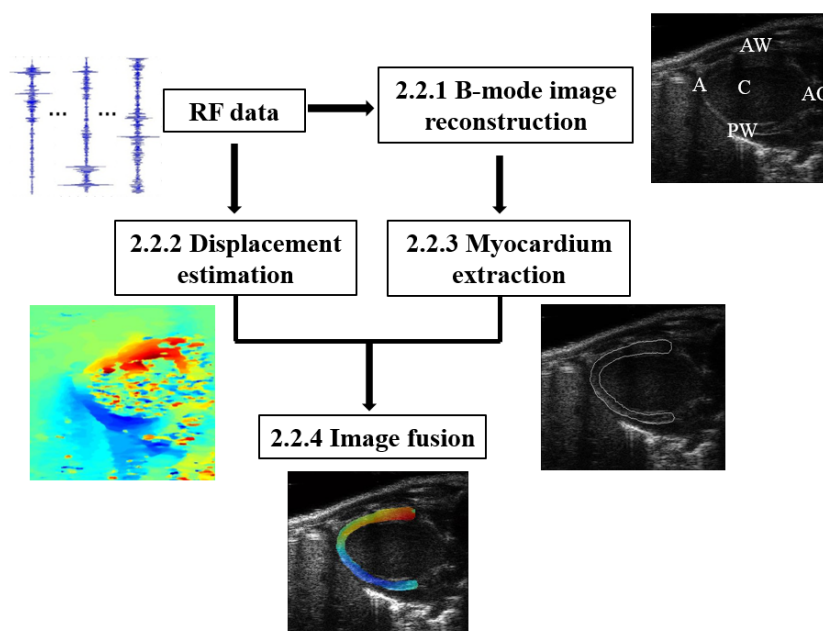 ... ...
RF data
2.2.1 B-mode image
reconstruction
AW
A
C
PW
2.2.2 Displacement
estimation
2.2.3 Myocardium
extraction
2.2.4 Image fusion